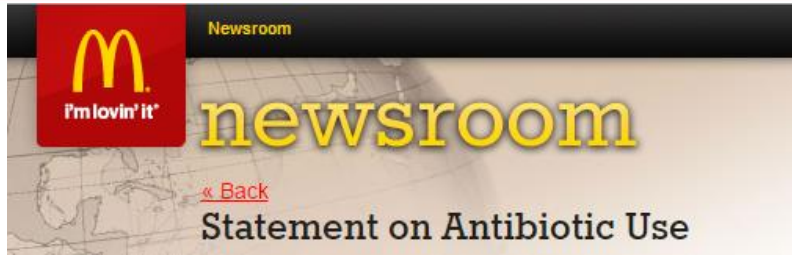 Newsroom
i'm lovin' it
newsroom
« Back
Statement on Antibiotic Use